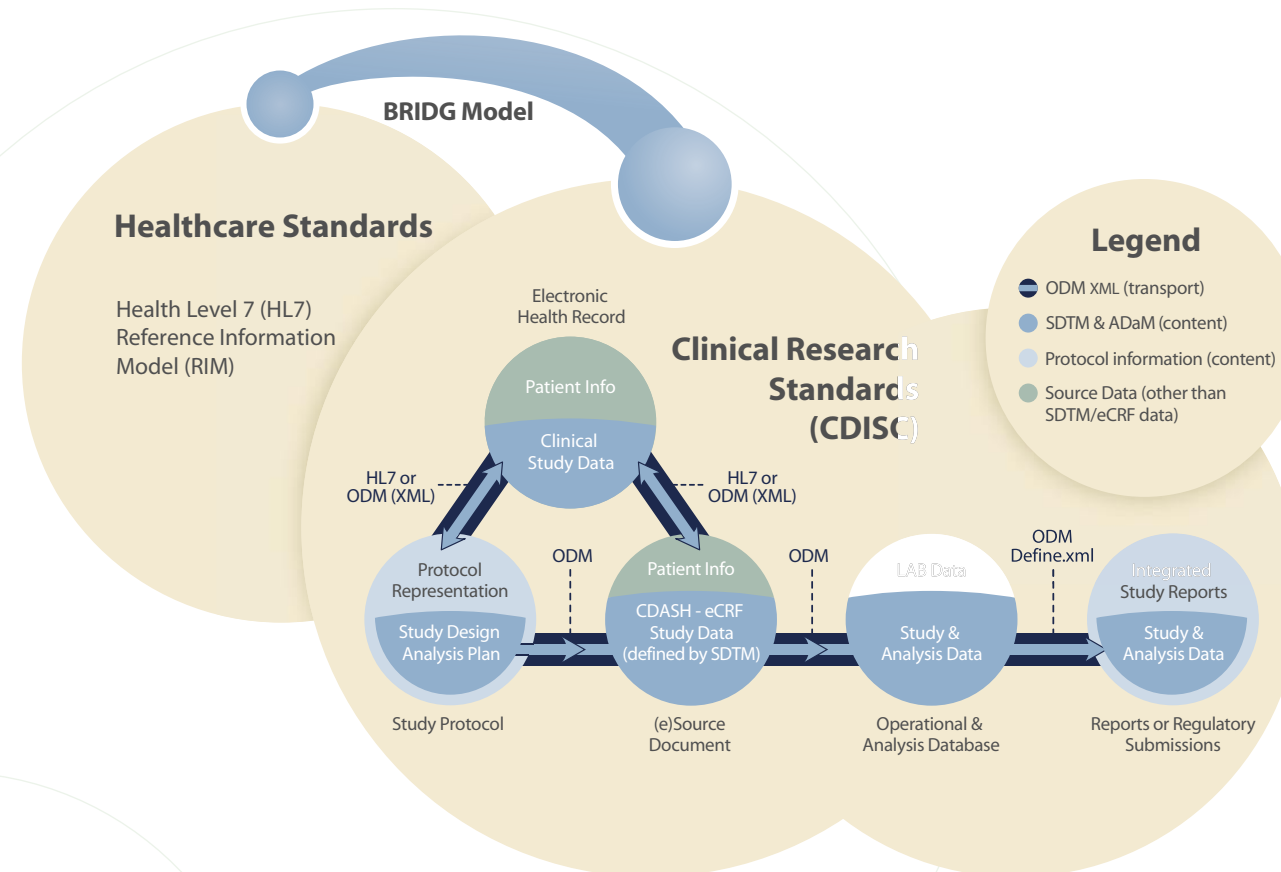 BRIDG Model
Healthcare Standards
Health Level 7 (HL7)
Reference Information
Model (RIM)
Legend
ODM XML (transport)
SDTM & ADaM (content)
Protocol information (content)
Source Data (other than
SDTM/eCRF data)
Clinical Research
Standards
(CDISC)
Electronic
Health Record
Patient Info
Clinical
Study Data
HL7 or
ODM (XML)
HL7 or
ODM (XML)
Protocol
Representation
Study Design
Analysis Plan
Study Protocol
ODM
Patient Info
CDASH - eCRF
Study Data
(defined by SDTM)
(e)Source
Document
ODM
LAB Data
Study &
Analysis Data
Operational &
Analysis Database
ODM
Define.xml
Integrated
Study Reports
Study &
Analysis Data
Reports or Regulatory
Submissions